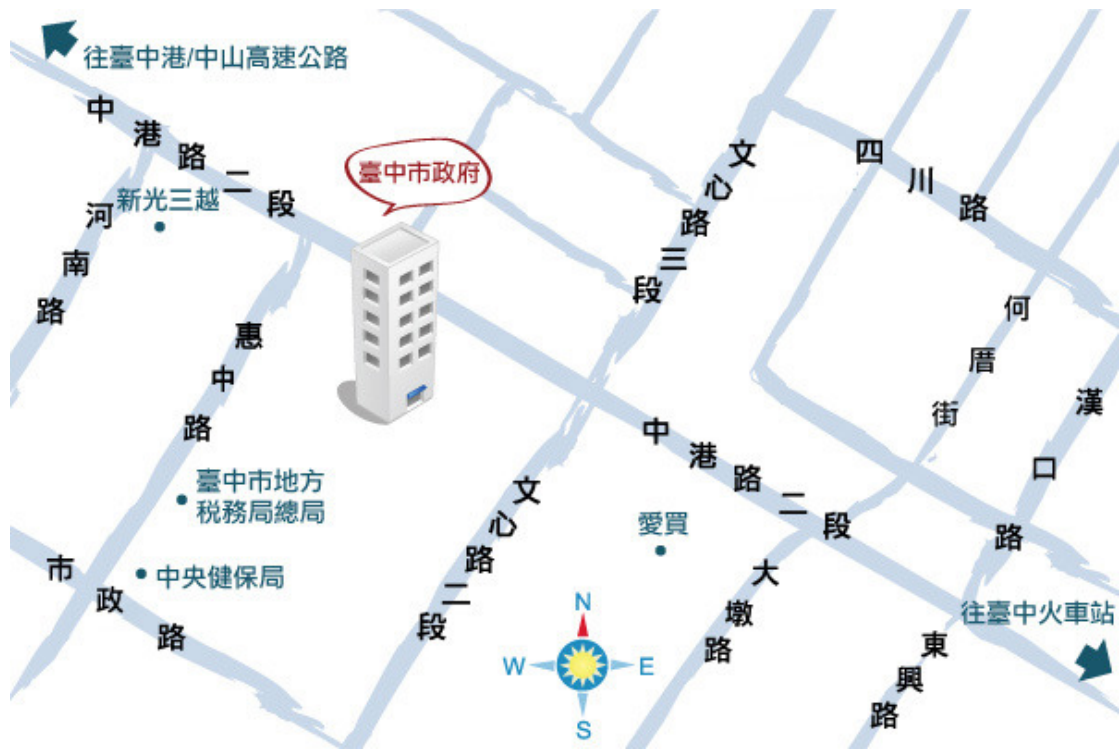 往臺中港/中山高速公路
中港路二段
臺中市政府
文心路三段
四川路
新光三越
河南路
惠中路
何厝街
漢口路
中港路二段
臺中市地方
税務局總局
文心路二段
愛買
市政路
中央健保局
大墩路
往臺中火車站
東興路
N
W
E
S